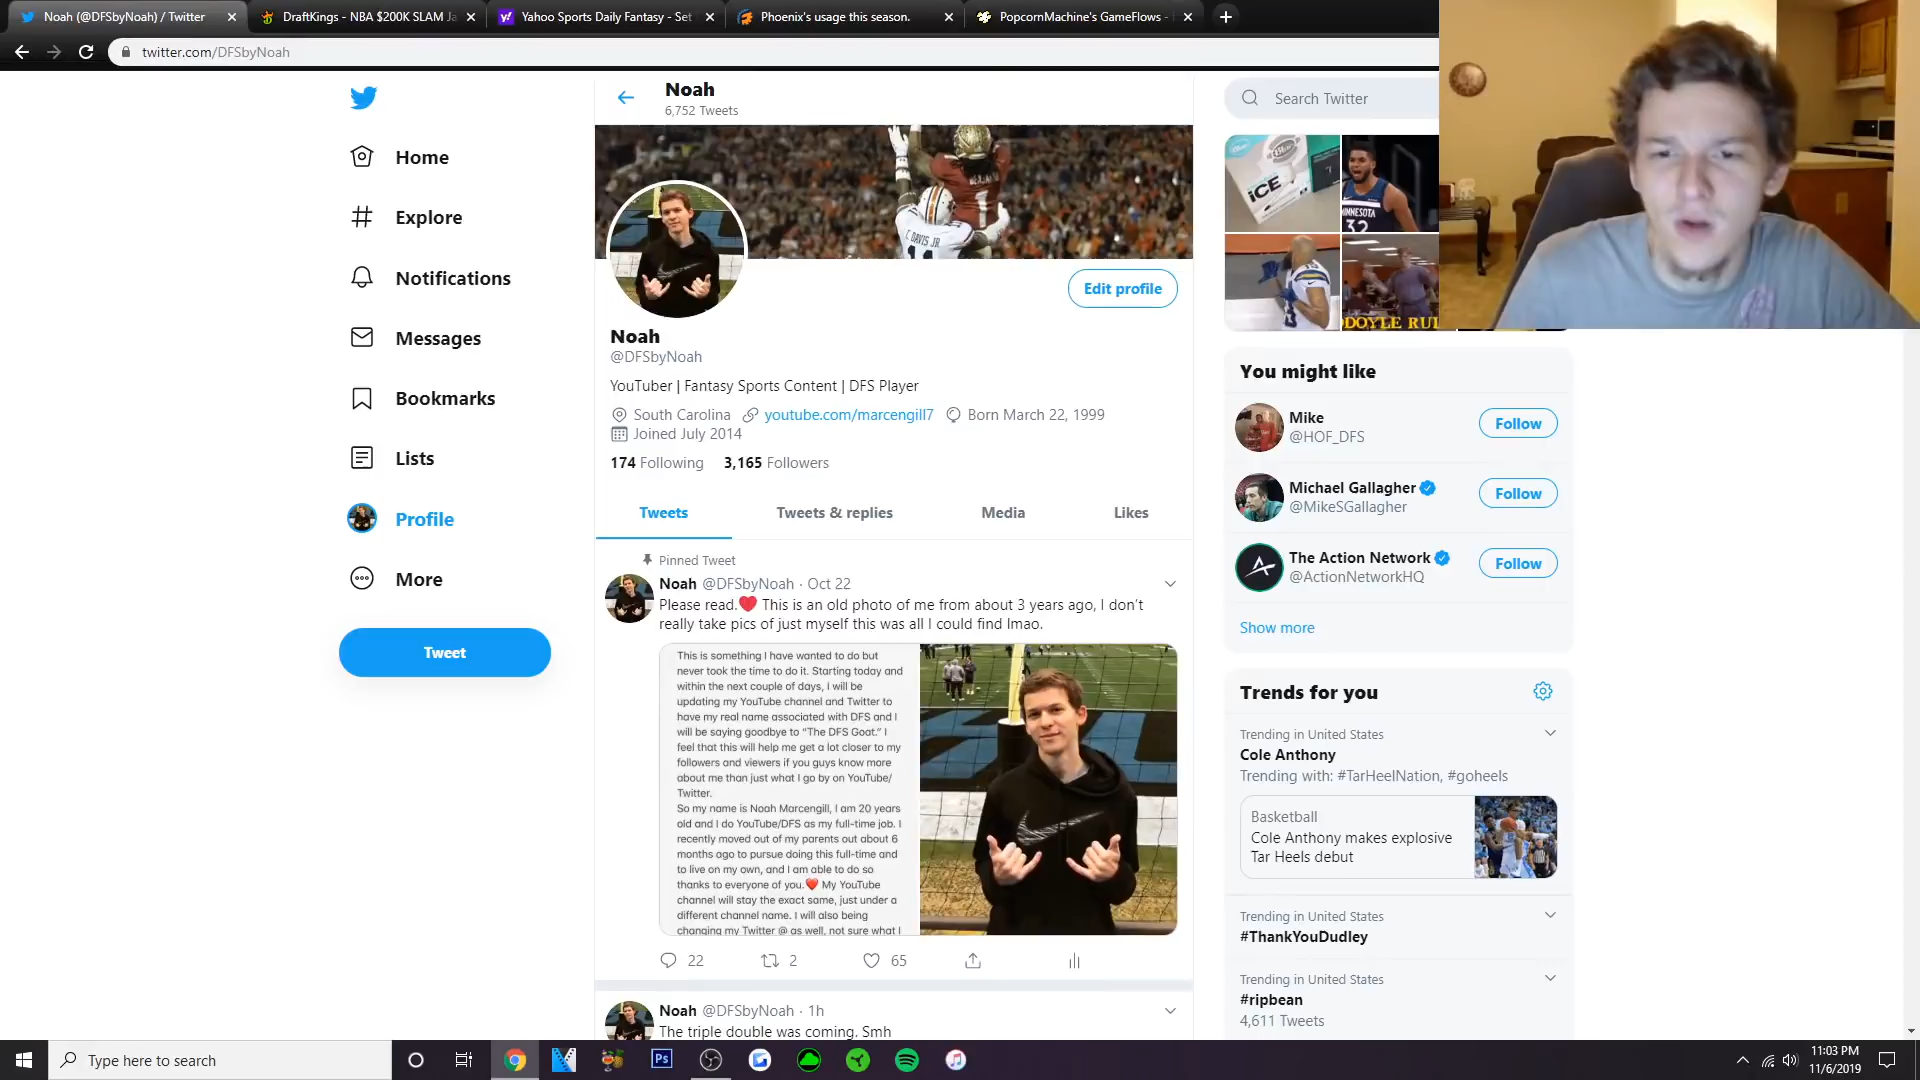 Noah (@DFSbyNoah) / Twitter
DraftKings - NBA $200K SLAM Ja
Yahoo Sports Daily Fantasy - Set
Phoenix's usage this season.
PopcornMachine's GameFlows -
twitter.com/DFSbyNoah
Noah
6,752 Tweets
Search Twitter
Home
Explore
Notifications
Messages
Bookmarks
Lists
Profile
More
Tweet
C DAVIS JR
11
1
ICE
MINNESOTA
32
DOYLE RUL
Edit profile
Noah
@DFSbyNoah
YouTuber | Fantasy Sports Content | DFS Player
South Carolina youtube.com/marcengill7 Born March 22, 1999
Joined July 2014
174 Following 3,165 Followers
Tweets Tweets & replies Media Likes
Pinned Tweet
Noah @DFSbyNoah · Oct 22
Please read.❤ This is an old photo of me from about 3 years ago, I don't
really take pics of just myself this was all I could find lmao.
This is something I have wanted to do but
never took the time to do it. Starting today and
within the next couple of days, I will be
updating my YouTube channel and Twitter to
have my real name associated with DFS and I
will be saying goodbye to "The DFS Goat." I
feel that this will help me get a lot closer to my
followers and viewers if you guys know more
about me than just what I go by on YouTube/
Twitter.
So my name is Noah Marcengill, I am 20 years
old and I do YouTube/DFS as my full-time job. I
recently moved out of my parents out about 6
months ago to pursue doing this full-time and
to live on my own, and I am able to do so
thanks to everyone of you.❤ My YouTube
channel will stay the exact same, just under a
different channel name. I will also being
changing my Twitter @ as well, not sure what I
22 2 65
Noah @DFSbyNoah · 1h
The triple double was coming. Smh
You might like
Mike
@HOF_DFS
Follow
Michael Gallagher
@MikeSGallagher
Follow
The Action Network
@ActionNetworkHQ
Follow
Show more
Trends for you
Trending in United States
Cole Anthony
Trending with: #TarHeelNation, #goheels
Basketball
Cole Anthony makes explosive
Tar Heels debut
Trending in United States
#ThankYouDudley
Trending in United States
#ripbean
4,611 Tweets
Type here to search
Ps
11:03 PM
11/6/2019